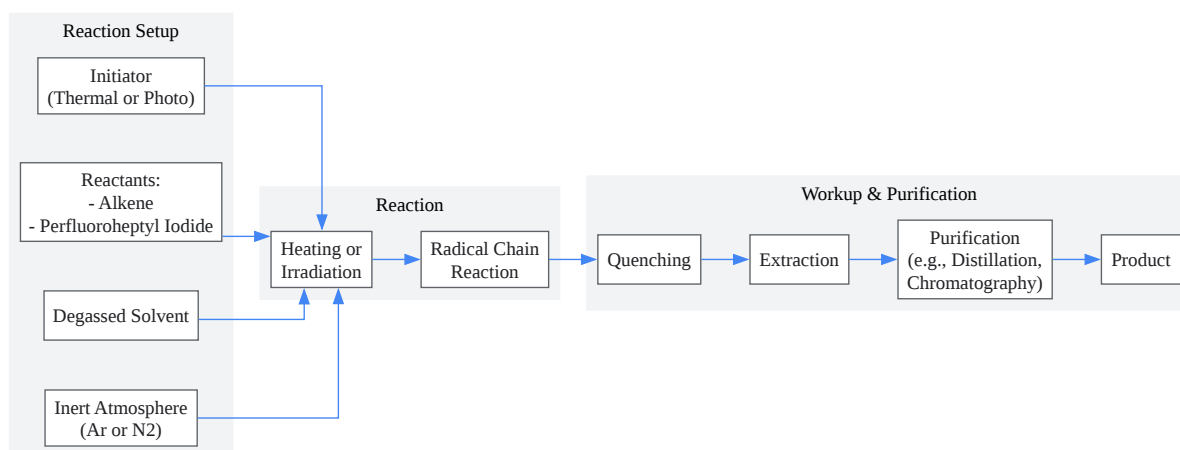 Reaction Setup
Initiator
(Thermal or Photo)
Reactants:
- Alkene
- Perfluoroheptyl Iodide
Degassed Solvent
Inert Atmosphere
(Ar or N2)
Reaction
Heating or
Irradiation
Radical Chain
Reaction
Workup & Purification
Quenching
Extraction
Purification
(e.g., Distillation,
Chromatography)
Product